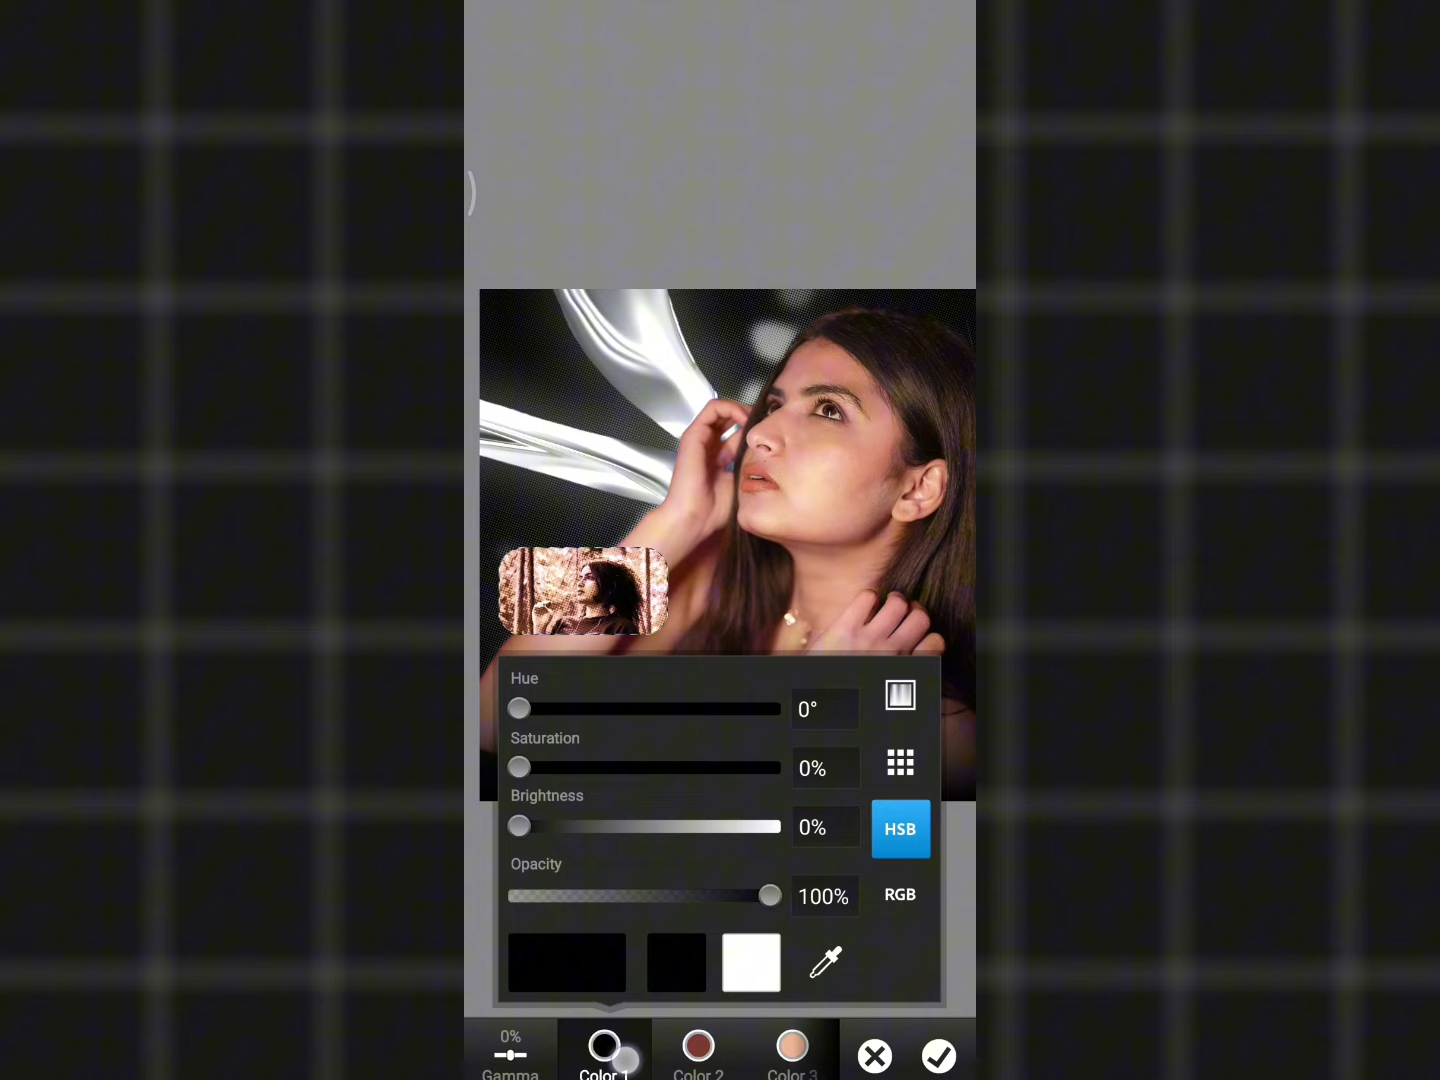 Hue
0°
Saturation
0%
Brightness
0%
HSB
Opacity
100%
RGB
0%
Gamma
Color 1
Color 2
Color 3